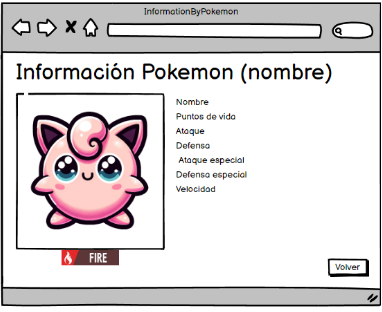 InformationByPokemon
Información Pokemon (nombre)
Nombre
Puntos de vida
Ataque
Defensa
Ataque especial
Defensa especial
Velocidad
FIRE
Volver